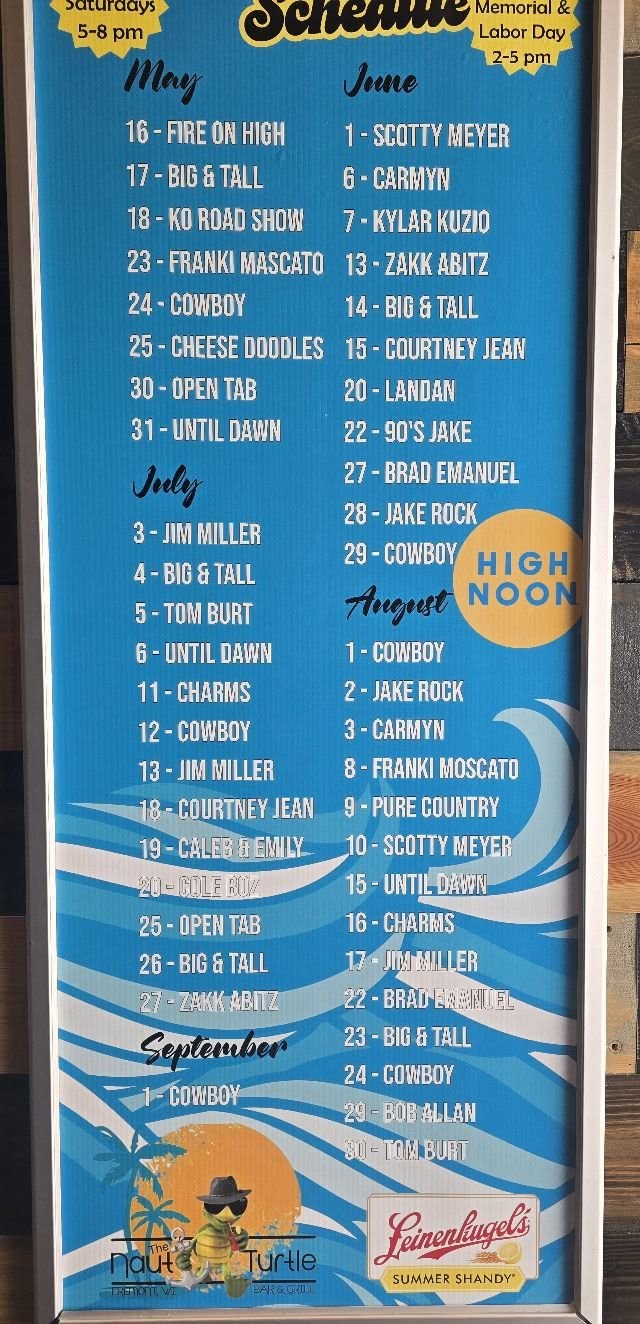 Saturdays
5-8 pm
Schedule
Memorial &
Labor Day
2-5 pm
May
16 - FIRE ON HIGH
17 - BIG & TALL
18 - KO ROAD SHOW
23 - FRANKI MASCATO
24 - COWBOY
25 - CHEESE DOODLES
30 - OPEN TAB
31 - UNTIL DAWN
June
1 - SCOTTY MEYER
6 - CARMYN
7 - KYLAR KUZIO
13 - ZAKK ABITZ
14 - BIG & TALL
15 - COURTNEY JEAN
20 - LANDAN
22 - 90'S JAKE
27 - BRAD EMANUEL
28 - JAKE ROCK
29 - COWBOY
HIGH
NOON
July
3 - JIM MILLER
4 - BIG & TALL
5 - TOM BURT
6 - UNTIL DAWN
11 - CHARMS
12 - COWBOY
13 - JIM MILLER
18 - COURTNEY JEAN
19 - CALEB & EMILY
20 - COLE BOZ
25 - OPEN TAB
26 - BIG & TALL
27 - ZAKK ABITZ
August
1 - COWBOY
2 - JAKE ROCK
3 - CARMYN
8 - FRANKI MOSCATO
9 - PURE COUNTRY
10 - SCOTTY MEYER
15 - UNTIL DAWN
16 - CHARMS
17 - JIM MILLER
22 - BRAD EMANUEL
23 - BIG & TALL
24 - COWBOY
29 - BOB ALLAN
30 - TOM BURT
September
1 - COWBOY
The
Naut Turtle
FREMONT, WI BAR & GRILL
Leinenkugel's
SUMMER SHANDY